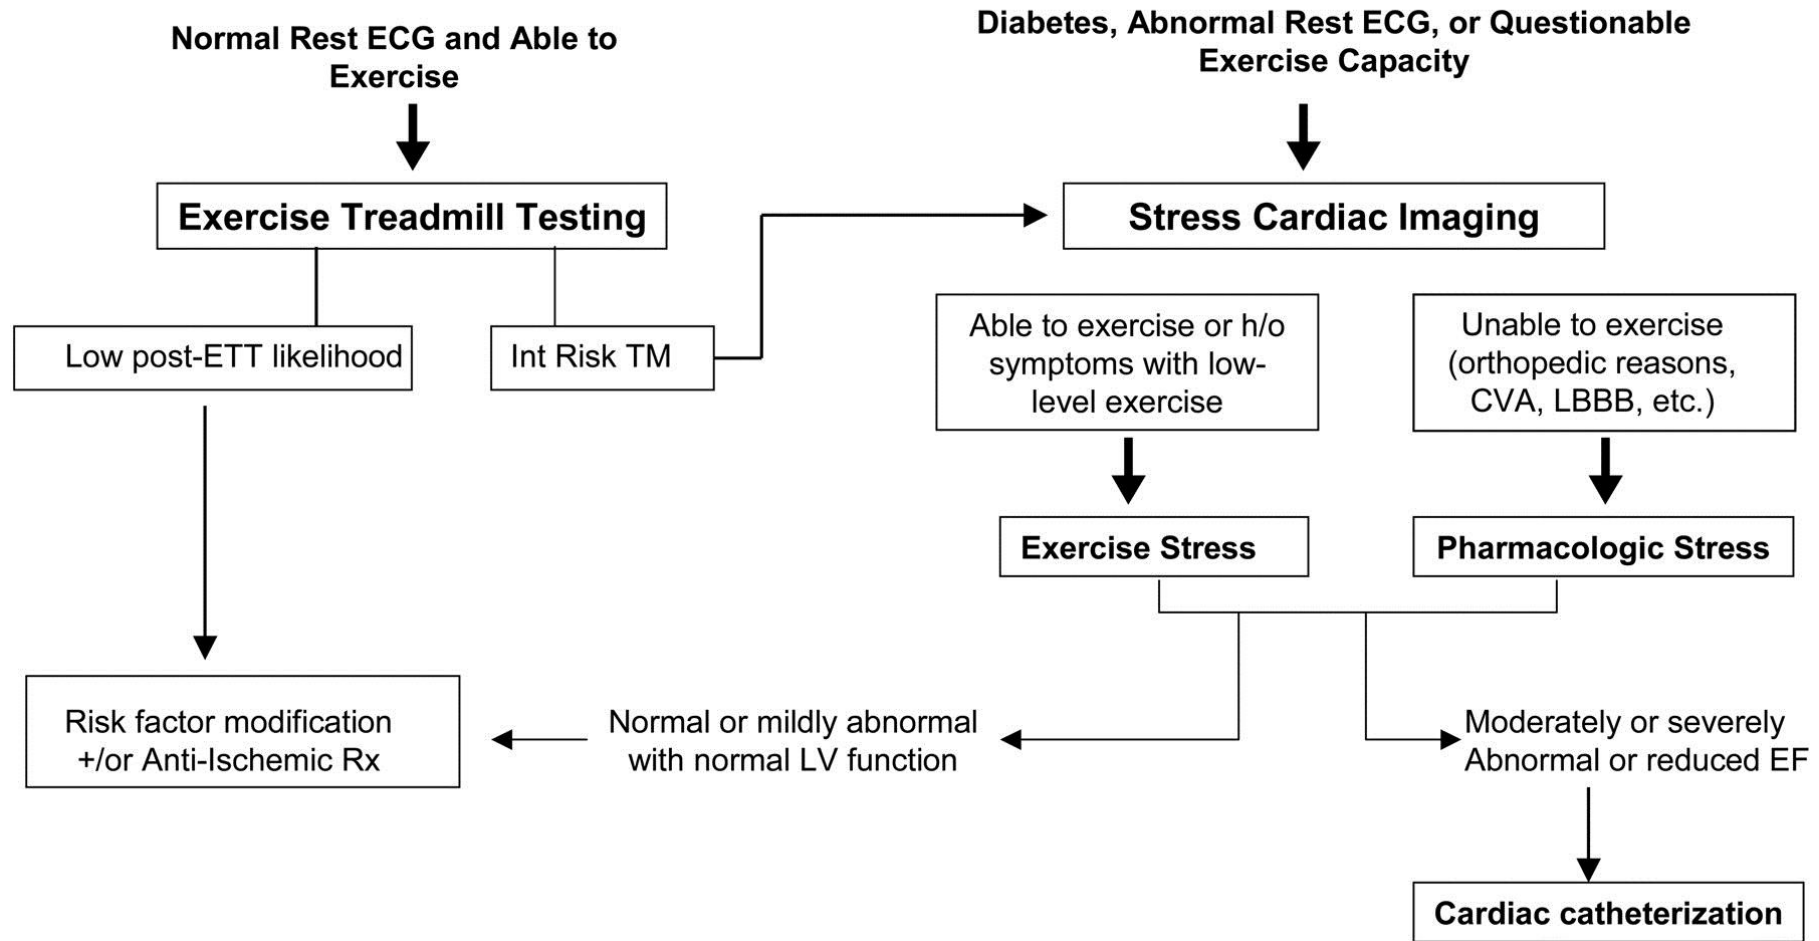 Normal Rest ECG and Able to
Exercise
Diabetes, Abnormal Rest ECG, or Questionable
Exercise Capacity
Exercise Treadmill Testing
Stress Cardiac Imaging
Low post-ETT likelihood
Int Risk TM
Able to exercise or h/o
symptoms with low-
level exercise
Unable to exercise
(orthopedic reasons,
CVA, LBBB, etc.)
Exercise Stress
Pharmacologic Stress
Risk factor modification
+/or Anti-Ischemic Rx
Normal or mildly abnormal
with normal LV function
Moderately or severely
Abnormal or reduced EF
Cardiac catheterization